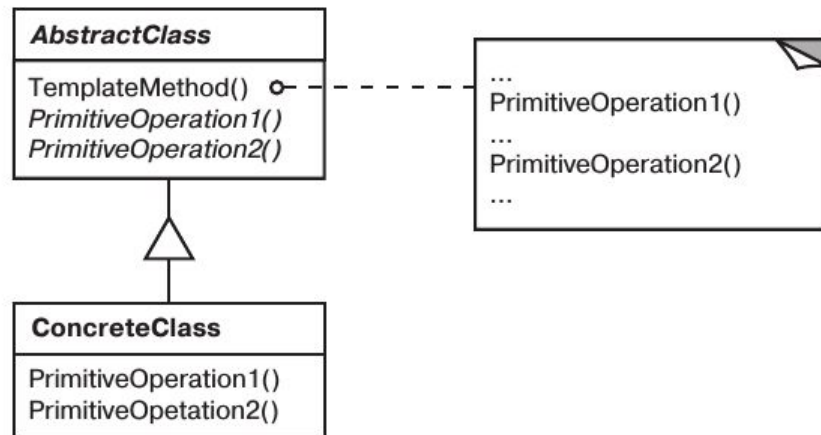 AbstractClass
TemplateMethod()
PrimitiveOperation1()
PrimitiveOperation2()
...
PrimitiveOperation1()
...
PrimitiveOperation2()
...
ConcreteClass
PrimitiveOperation1()
PrimitiveOpetation2()